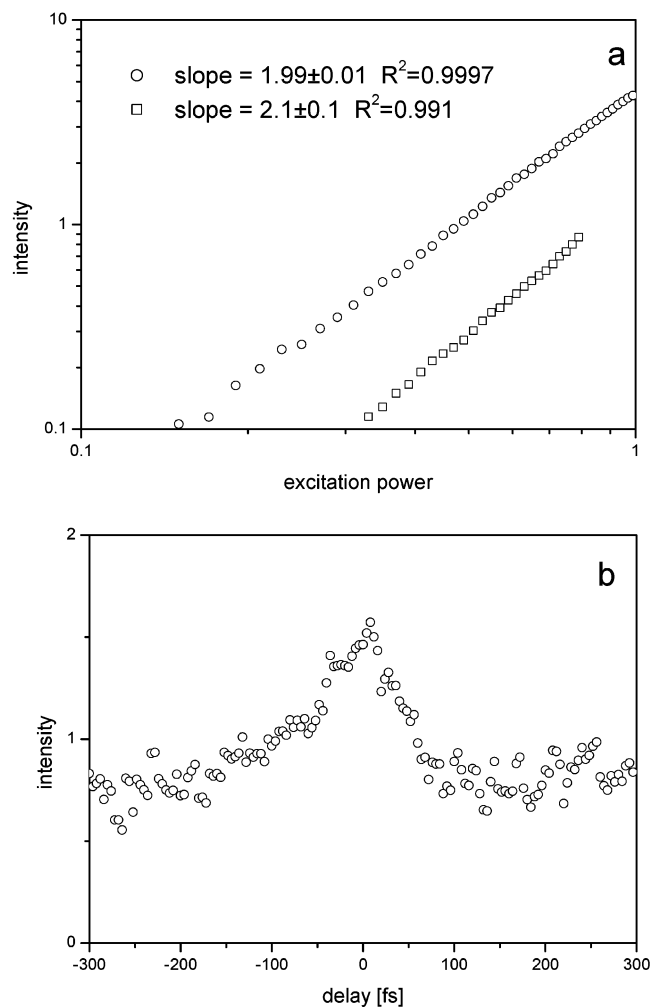 10
a
slope = 1.99±0.01 R²=0.9997
slope = 2.1±0.1 R²=0.991
1
intensity
0.1
0.1
1
excitation power
2
b
1
intensity
0
-300
-200
-100
0
100
200
300
delay [fs]